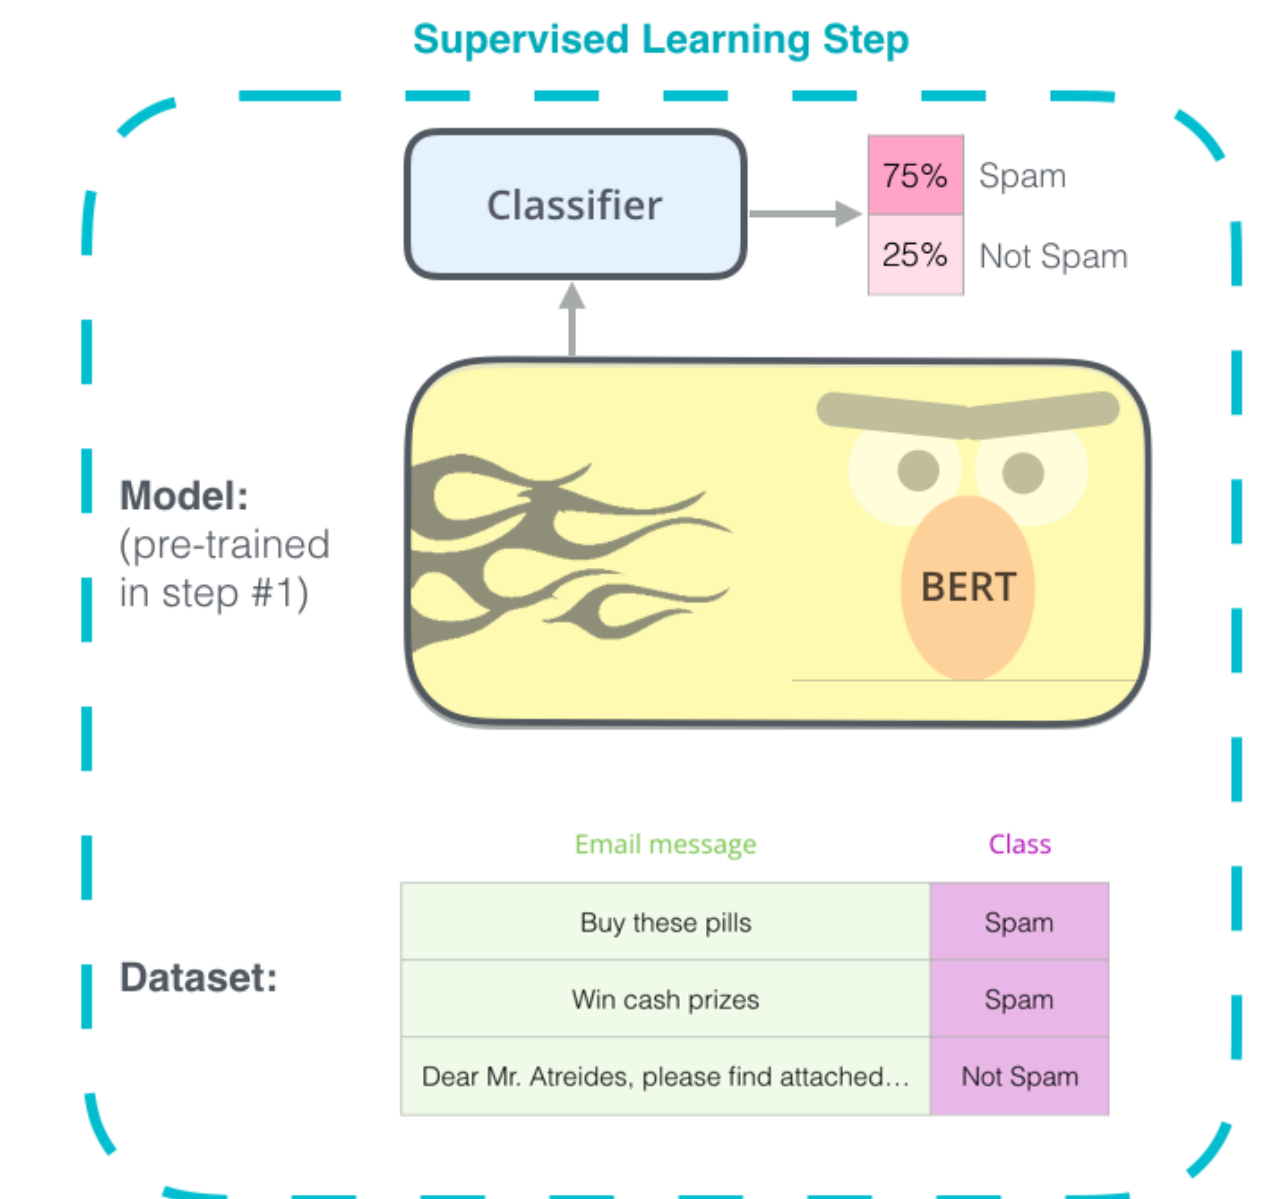 Supervised Learning Step
Classifier
75% Spam
25% Not Spam
Model:
(pre-trained
in step #1)
BERT
Email message Class
Buy these pills Spam
Win cash prizes Spam
Dataset:
Dear Mr. Atreides, please find attached... Not Spam